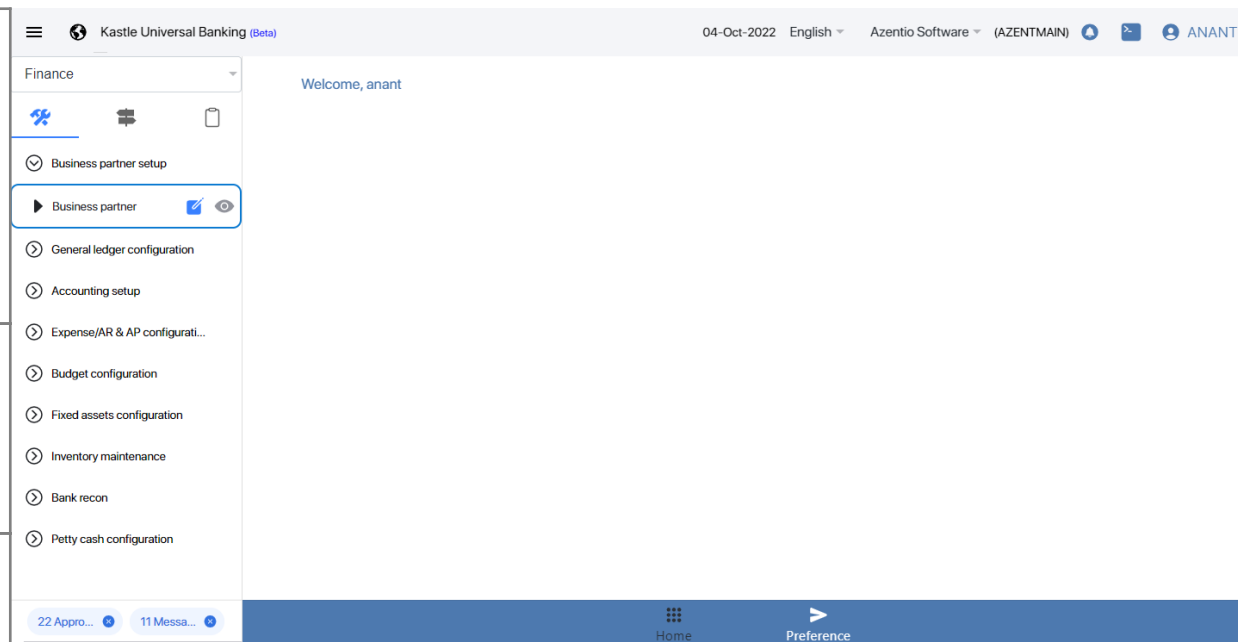 Kastle Universal Banking (Beta)
04-Oct-2022 English Azentio Software (AZENTMAIN) ANANT
Finance
Welcome, anant
Business partner setup
Business partner
General ledger configuration
Accounting setup
Expense/AR & AP configurati...
Budget configuration
Fixed assets configuration
Inventory maintenance
Bank recon
Petty cash configuration
22 Appro... 11 Messa...
Home Preference